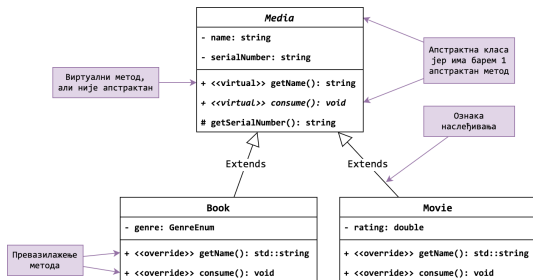 Media
- name: string
- serialNumber: string
+ <<virtual>> getName(): string
+ <<virtual>> consume(): void
# getSerialNumber(): string
Виртуални метод,
али није апстрактан
Апстрактна класа
јер има барем 1
апстрактан метод
Ознака
наслеђивања
Extends
Extends
Book
- genre: GenreEnum
+ <<override>> getName(): std::string
+ <<override>> consume(): void
Movie
- rating: double
+ <<override>> getName(): std::string
+ <<override>> consume(): void
Превазилажење
метода